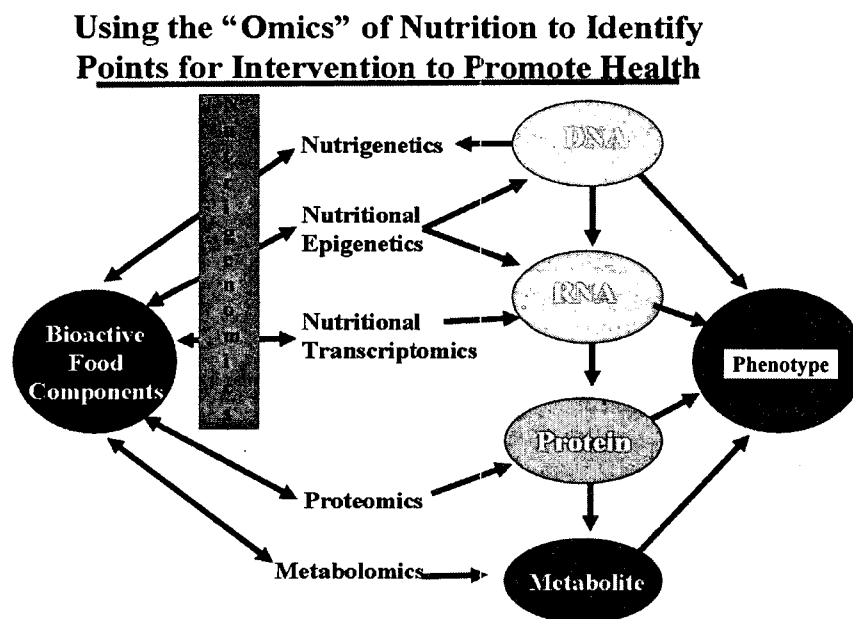 Using the “Omics” of Nutrition to Identify
Points for Intervention to Promote Health
Nutrigenomics
Nutrigenetics
DNA
Nutritional
Epigenetics
RNA
Bioactive
Food
Components
Nutritional
Transcriptomics
Phenotype
Protein
Proteomics
Metabolomics
Metabolite